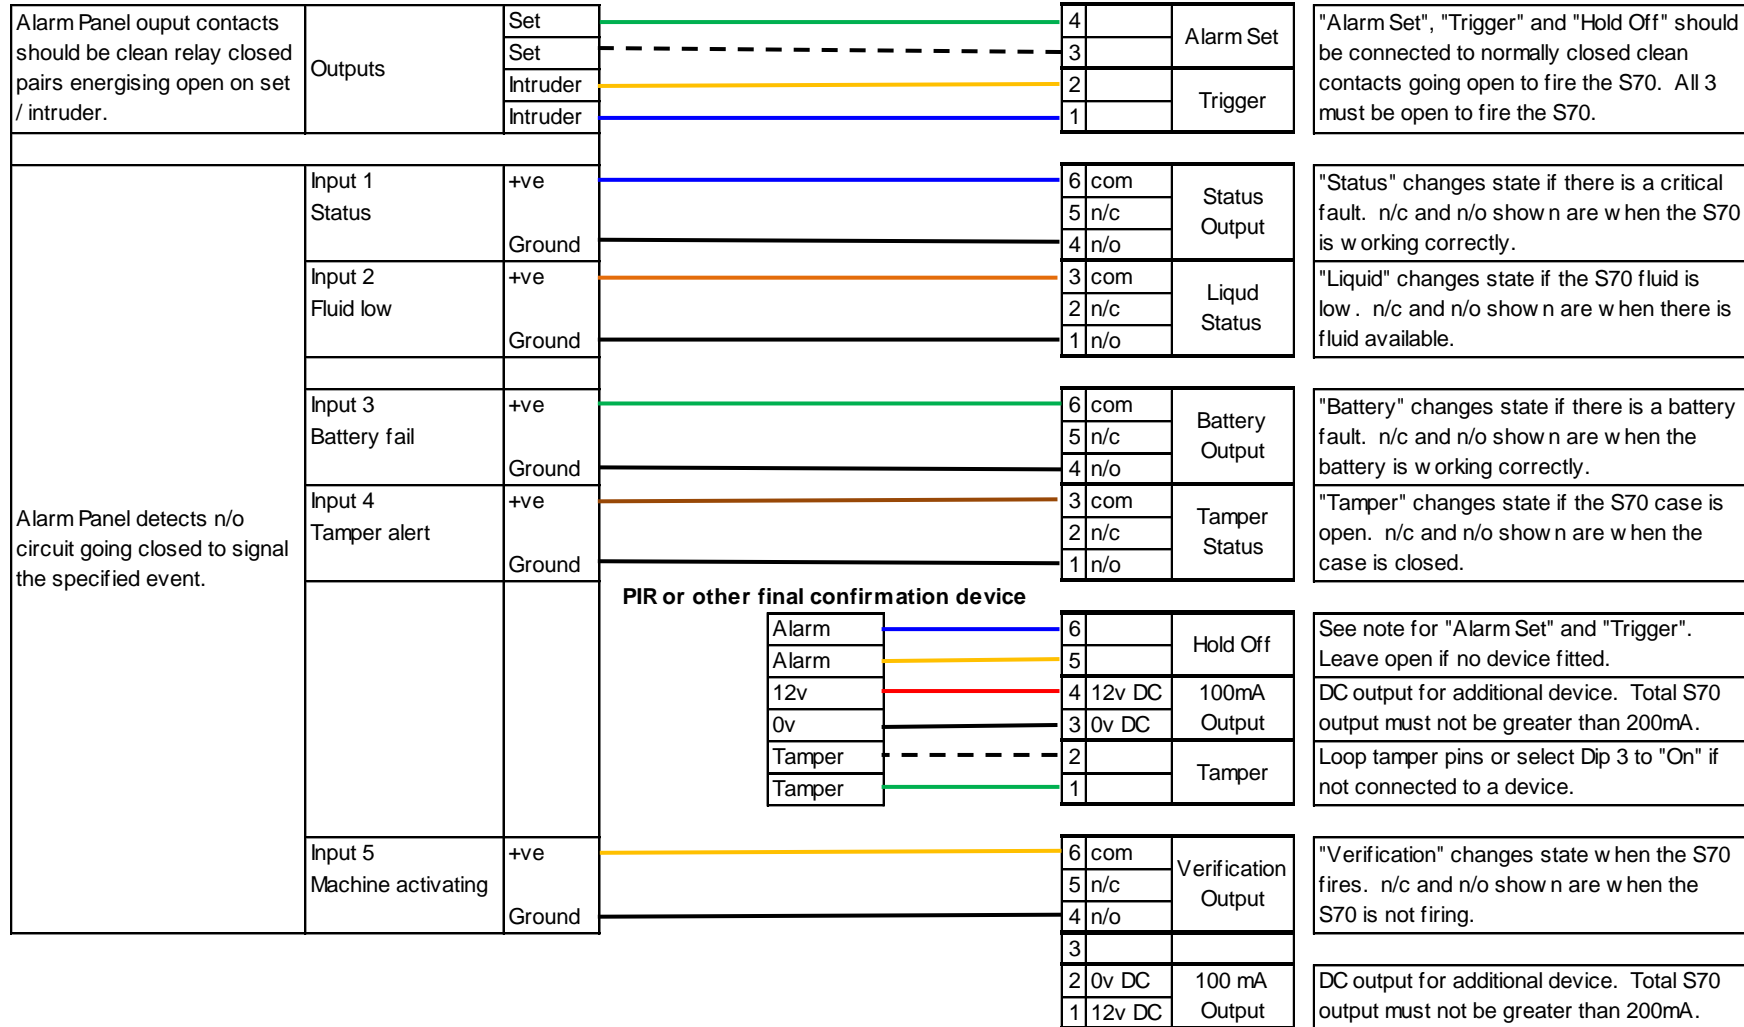 Alarm Panel ouput contacts
should be clean relay closed
pairs energising open on set
/ intruder.
Outputs
Set
Set
Intruder
Intruder
4
3
2
1
Alarm Set
Trigger
"Alarm Set", "Trigger" and "Hold Off" should
be connected to normally closed clean
contacts going open to fire the S70. All 3
must be open to fire the S70.
Alarm Panel detects n/o
circuit going closed to signal
the specified event.
Input 1
Status
+ve
Ground
6 com
5 n/c
4 n/o
Status
Output
"Status" changes state if there is a critical
fault. n/c and n/o shown are when the S70
is working correctly.
Input 2
Fluid low
+ve
Ground
3 com
2 n/c
1 n/o
Liqud
Status
"Liquid" changes state if the S70 fluid is
low. n/c and n/o shown are when there is
fluid available.
Input 3
Battery fail
+ve
Ground
6 com
5 n/c
4 n/o
Battery
Output
"Battery" changes state if there is a battery
fault. n/c and n/o shown are when the
battery is working correctly.
Input 4
Tamper alert
+ve
Ground
3 com
2 n/c
1 n/o
Tamper
Status
"Tamper" changes state if the S70 case is
open. n/c and n/o shown are when the
case is closed.
PIR or other final confirmation device
Alarm
Alarm
12v
0v
Tamper
Tamper
6
5
4 12v DC
3 0v DC
2
1
Hold Off
100mA
Output
Tamper
See note for "Alarm Set" and "Trigger".
Leave open if no device fitted.
DC output for additional device. Total S70
output must not be greater than 200mA.
Loop tamper pins or select Dip 3 to "On" if
not connected to a device.
Input 5
Machine activating
+ve
Ground
6 com
5 n/c
4 n/o
3
2 0v DC
1 12v DC
Verification
Output
100 mA
Output
"Verification" changes state when the S70
fires. n/c and n/o shown are when the
S70 is not firing.
DC output for additional device. Total S70
output must not be greater than 200mA.